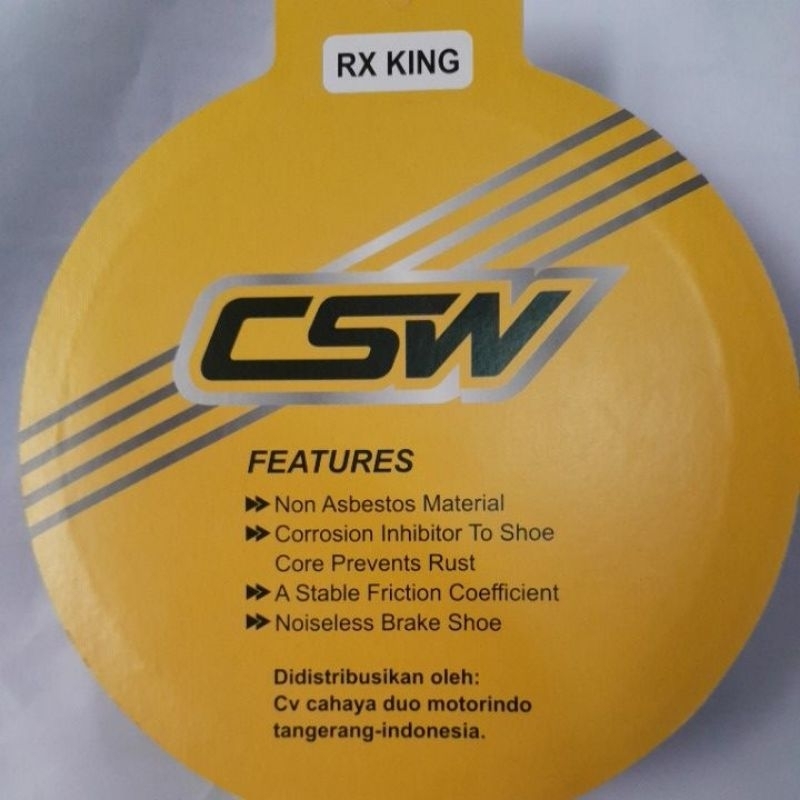 RX KING
CSW
FEATURES
Non Asbestos Material
Corrosion Inhibitor To Shoe
Core Prevents Rust
A Stable Friction Coefficient
Noiseless Brake Shoe
Didistribusikan oleh:
Cv cahaya duo motorindo
tangerang-indonesia.